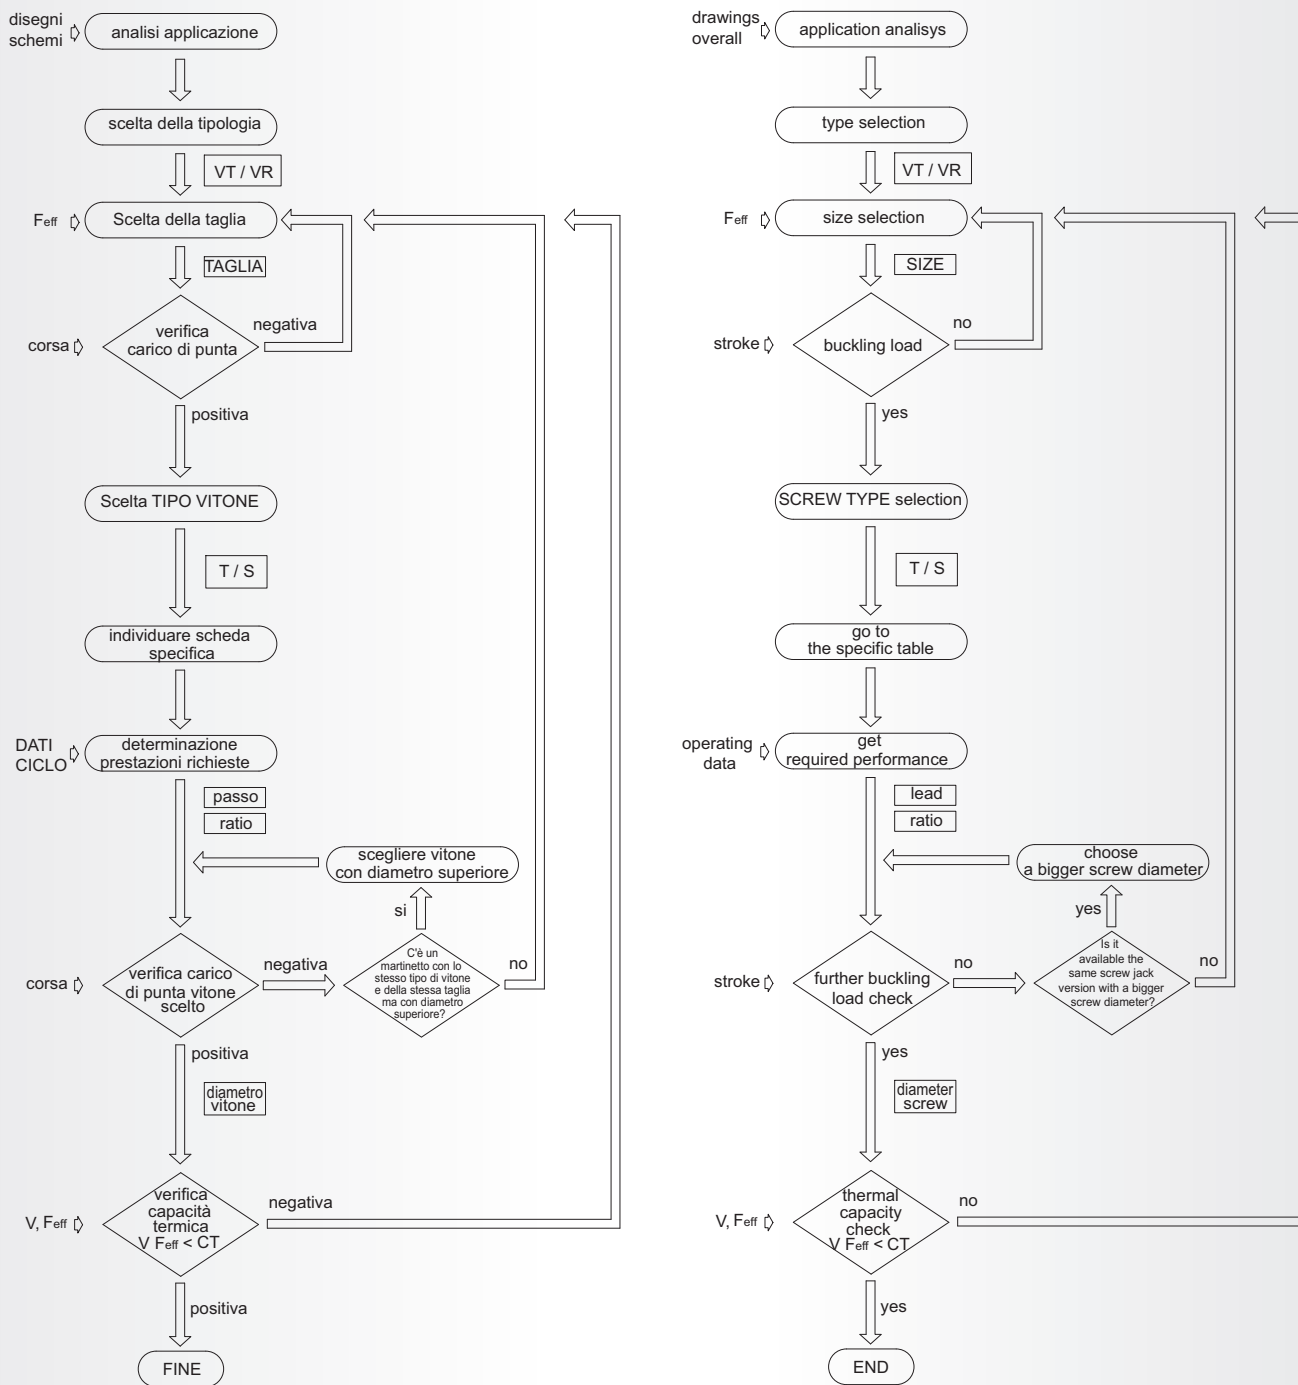 disegni
schemi
analisi applicazione
scelta della tipologia
VT / VR
Feff
Scelta della taglia
TAGLIA
corsa
verifica
carico di punta
negativa
positiva
Scelta TIPO VITONE
T / S
individuare scheda
specifica
DATI
CICLO
determinazione
prestazioni richieste
passo
ratio
scegliere vitone
con diametro superiore
si
corsa
verifica carico
di punta vitone
scelto
negativa
C'è un
martinetto con lo
stesso tipo di vitone
e della stessa taglia
ma con diametro
superiore?
no
positiva
diametro
vitone
V, Feff
verifica
capacità
termica
V Feff < CT
negativa
positiva
FINE
drawings
overall
application analisys
type selection
VT / VR
Feff
size selection
SIZE
stroke
buckling load
no
yes
SCREW TYPE selection
T / S
go to
the specific table
operating
data
get
required performance
lead
ratio
choose
a bigger screw diameter
yes
stroke
further buckling
load check
no
Is it
available the
same screw jack
version with a bigger
screw diameter?
no
yes
diameter
screw
V, Feff
thermal
capacity
check
V Feff < CT
no
yes
END